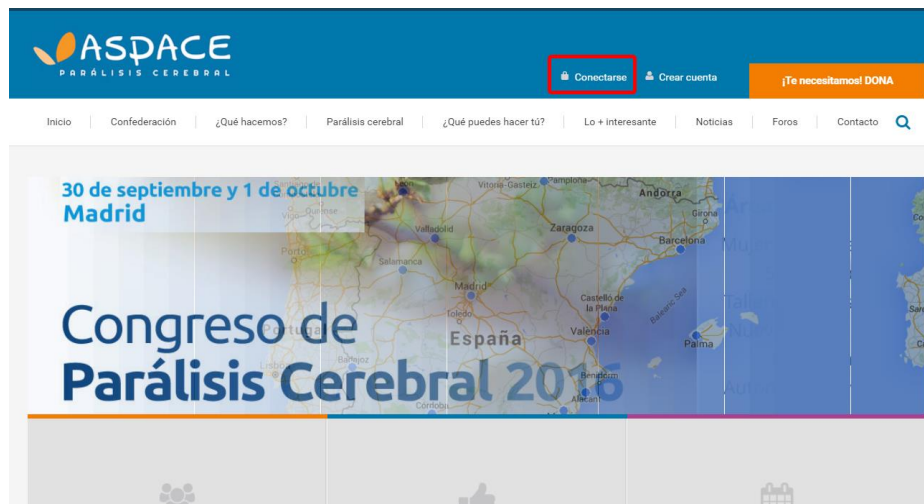 ASPACE
PARÁLISIS CEREBRAL
Conectarse
Crear cuenta
¡Te necesitamos! DONA
Inicio
Confederación
¿Qué hacemos?
Parálisis cerebral
¿Qué puedes hacer tú?
Lo + interesante
Noticias
Foros
Contacto
30 de septiembre y 1 de octubre
Madrid
Vitoria-Gasteiz
Pamplona
Andorra
Girona
Valladolid
Zaragoza
Barcelona
Porto
Salamanca
Madrid
Toledo
Castelló de
la Plana
Balearic Sea
Congreso de
Portugal
España
València
Palma
Badajoz
Benidorm
Parálisis Cerebral 2016
Alacant
Córdoba